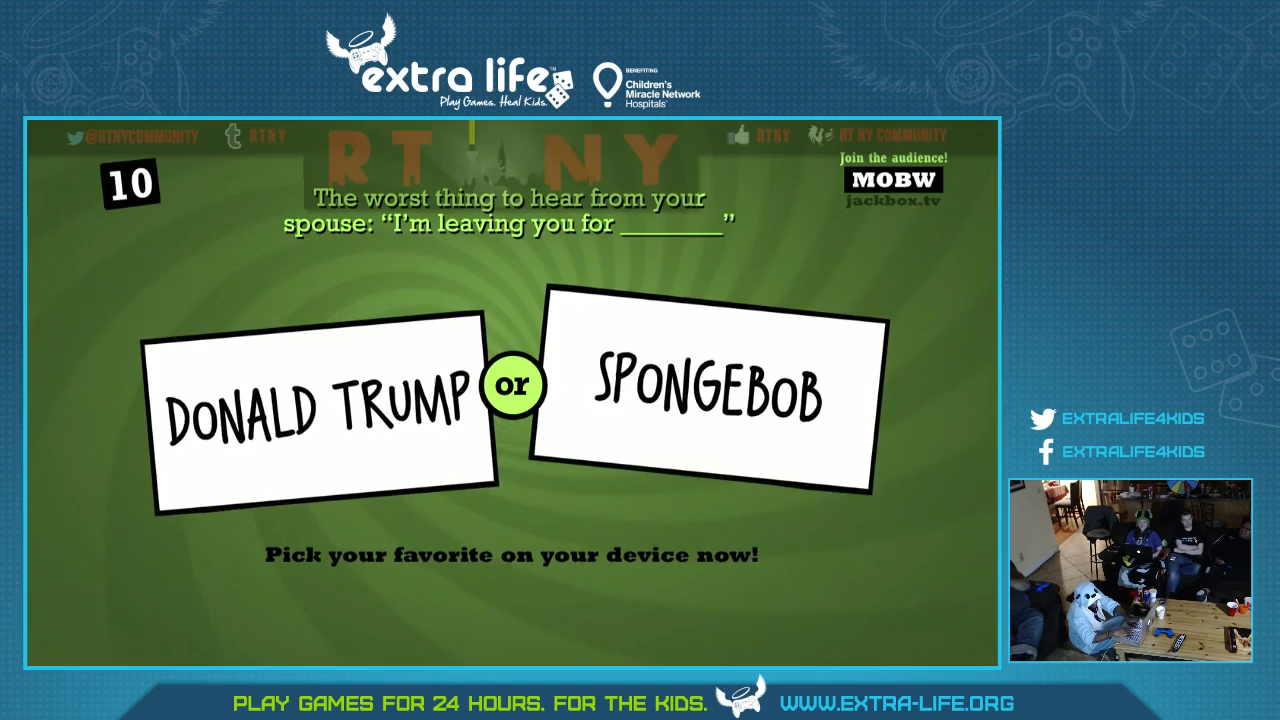 extra life™
Play Games. Heal Kids.
BENEFITING
Children's
Miracle Network
Hospitals®
@RTNYCOMMUNITY
RTNY
RT NY
RTNY
RT NY COMMUNITY
10
Join the audience!
MOBW
jackbox.tv
The worst thing to hear from your
spouse: “I’m leaving you for ________”
DONALD TRUMP
or
SPONGEBOB
Pick your favorite on your device now!
EXTRALIFE4KIDS
EXTRALIFE4KIDS
PLAY GAMES FOR 24 HOURS. FOR THE KIDS.
WWW.EXTRA-LIFE.ORG